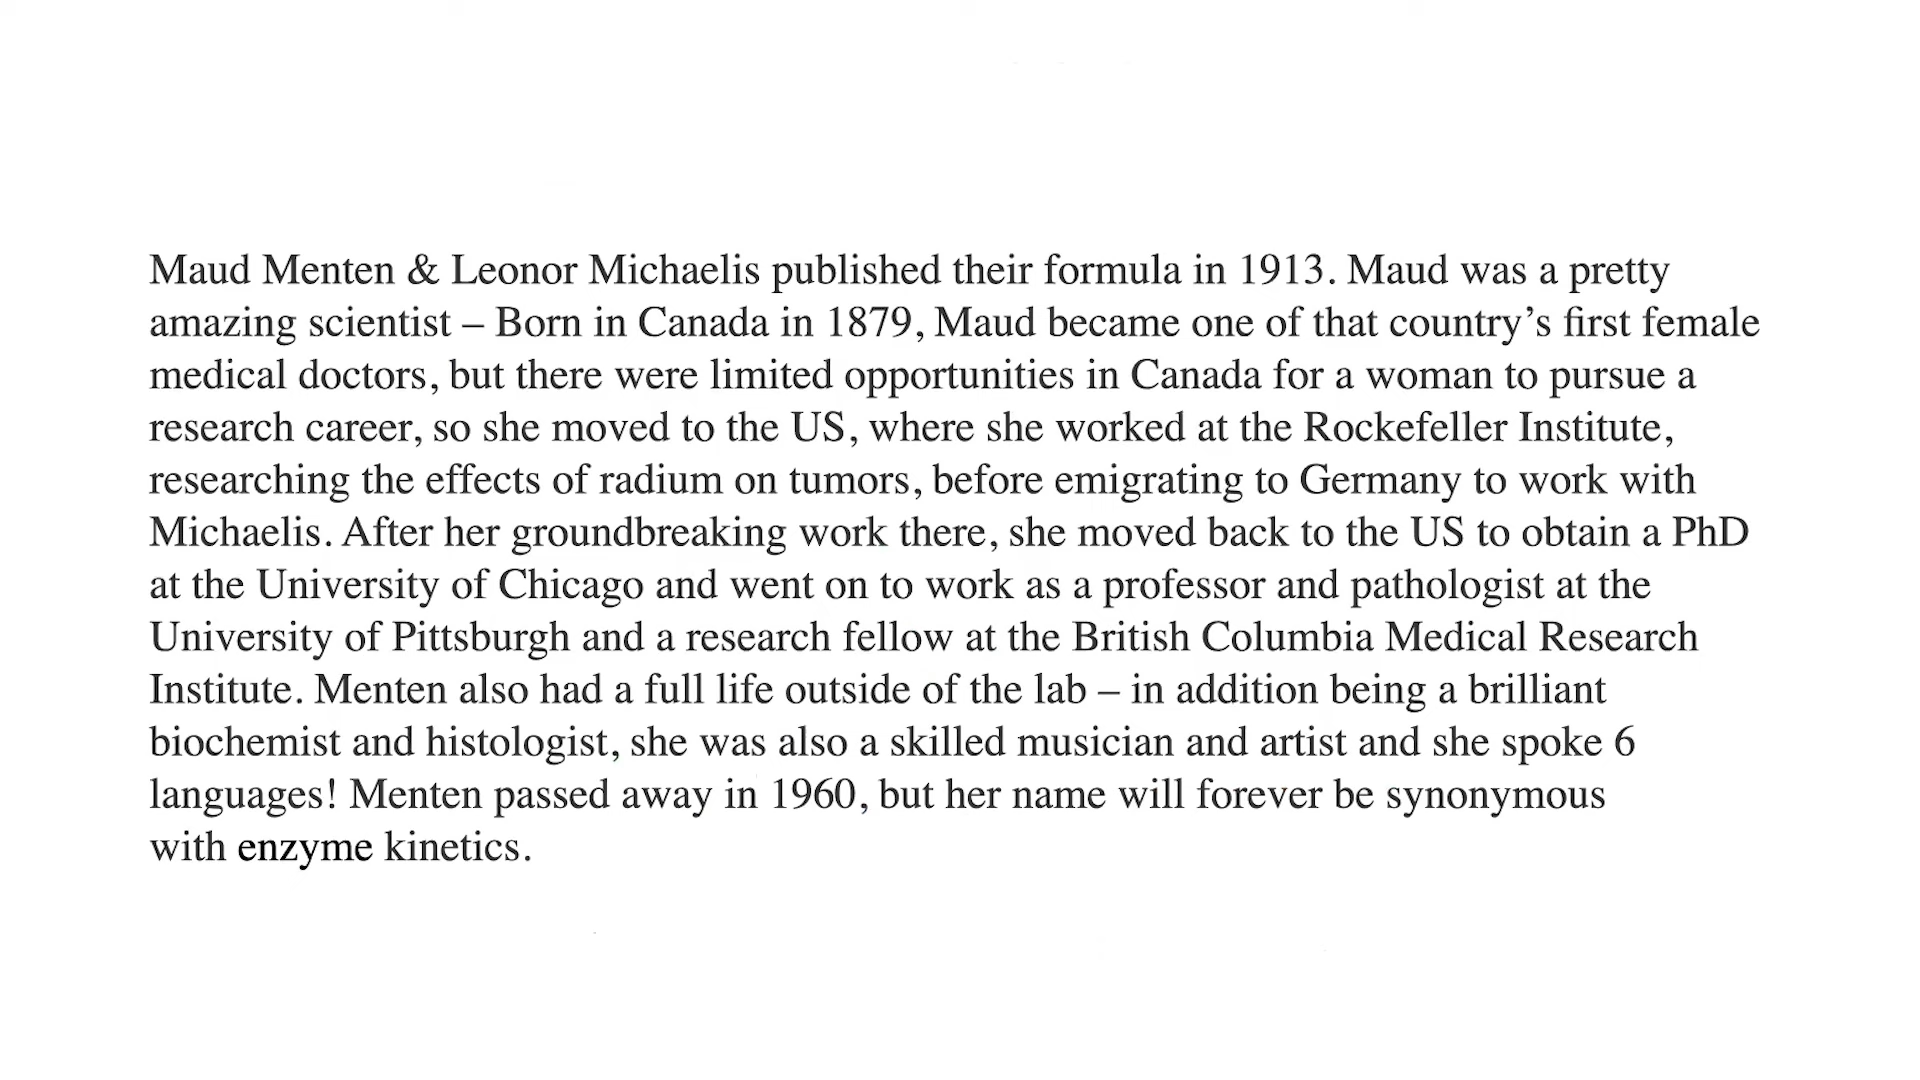 Maud Menten & Leonor Michaelis published their formula in 1913. Maud was a pretty
amazing scientist – Born in Canada in 1879, Maud became one of that country’s first female
medical doctors, but there were limited opportunities in Canada for a woman to pursue a
research career, so she moved to the US, where she worked at the Rockefeller Institute,
researching the effects of radium on tumors, before emigrating to Germany to work with
Michaelis. After her groundbreaking work there, she moved back to the US to obtain a PhD
at the University of Chicago and went on to work as a professor and pathologist at the
University of Pittsburgh and a research fellow at the British Columbia Medical Research
Institute. Menten also had a full life outside of the lab – in addition being a brilliant
biochemist and histologist, she was also a skilled musician and artist and she spoke 6
languages! Menten passed away in 1960, but her name will forever be synonymous
with enzyme kinetics.